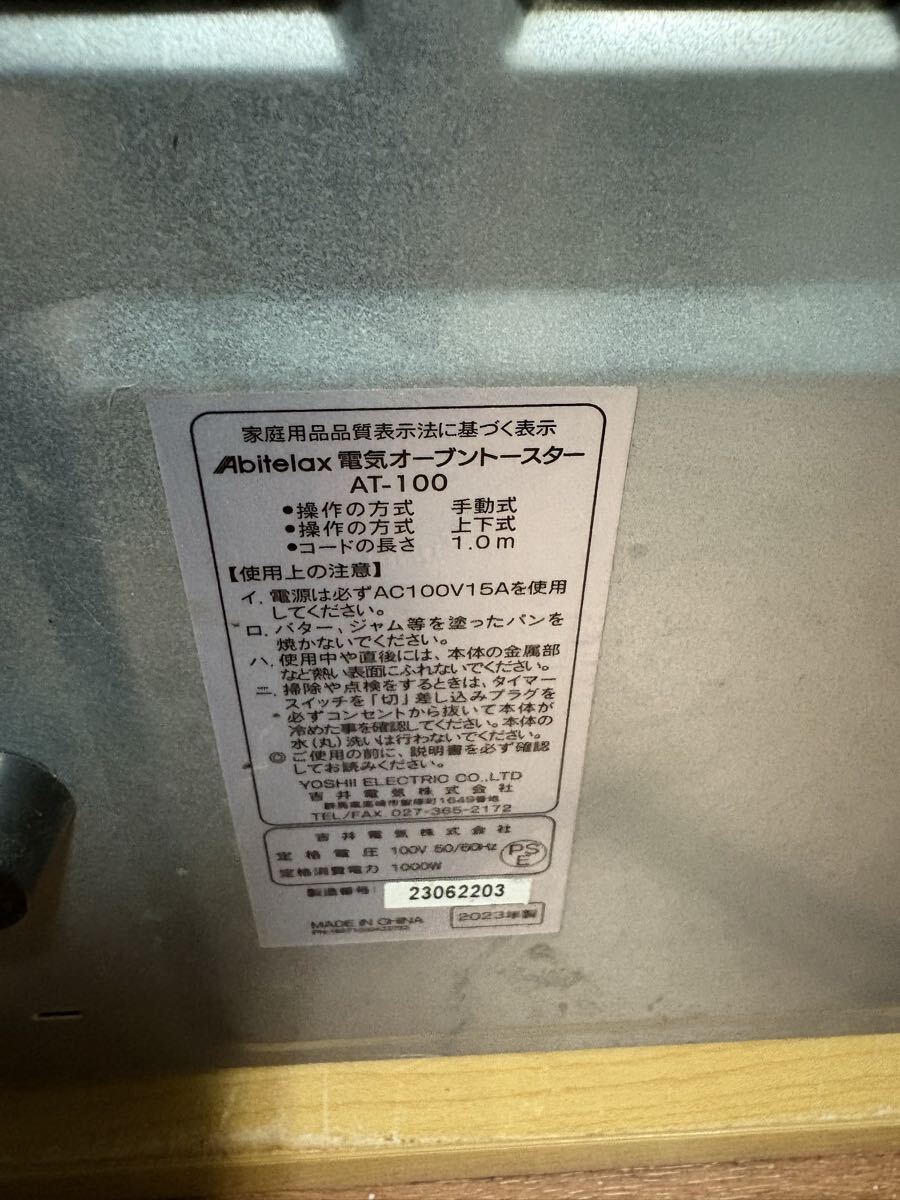 家庭用品品質表示法に基づく表示
Abitelax 電気オーブントースター
AT-100
●操作の方式 手動式
●操作の方式 上下式
●コードの長さ 1.0m
【使用上の注意】
イ. 電源は必ずAC100V15Aを使用
してください。
ロ. バター、ジャム等を塗ったパンを
焼かないでください。
ハ. 使用中や直後には、本体の金属部
など熱い表面にふれないでください。
ニ. 掃除や点検をするときは、タイマー
スイッチを「切」差し込みプラグを
必ずコンセントから抜いて本体が
冷めた事を確認してください。本体の
水(丸)洗いは行わないでください。
◎ご使用の前に、説明書を必ず確認
してお読みください。
YOSHII ELECTRIC CO.,LTD
吉井電気株式会社
群馬県高崎市 1649番地
TEL/FAX 027-365-2172
吉井電気株式会社
定格電圧 100V 50/60Hz
定格消費電力 1000W
PSE
製造番号: 23062203
MADE IN CHINA
2023年製